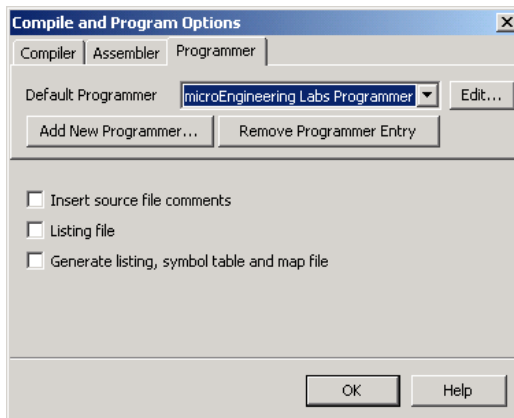 Compile and Program Options
Compiler Assembler Programmer
Default Programmer microEngineering Labs Programmer Edit...
Add New Programmer... Remove Programmer Entry
Insert source file comments
Listing file
Generate listing, symbol table and map file
OK Help